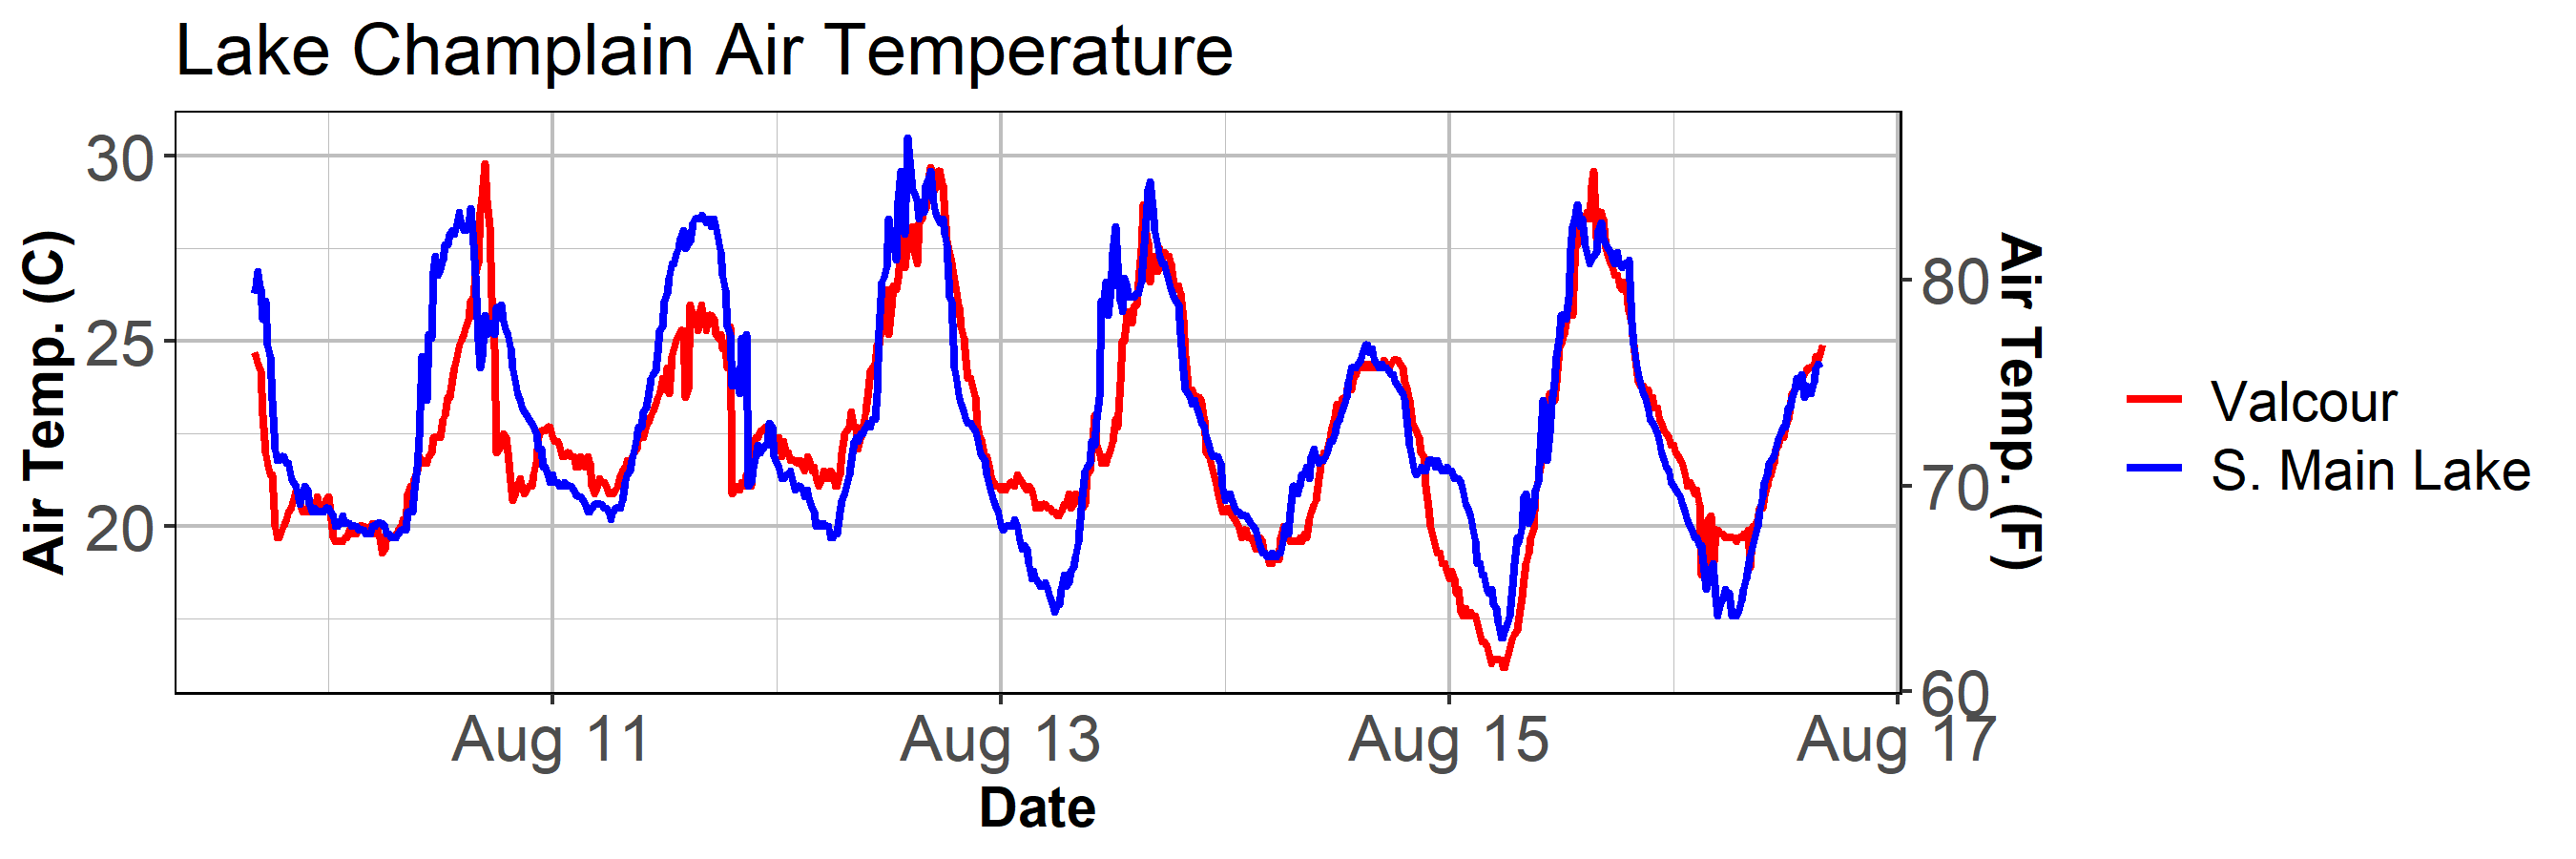 Lake Champlain Air Temperature
Air Temp. (C)
30
25
20
Air Temp. (F)
80
70
60
Aug 11
Aug 13
Aug 15
Aug 17
Date
Valcour
S. Main Lake